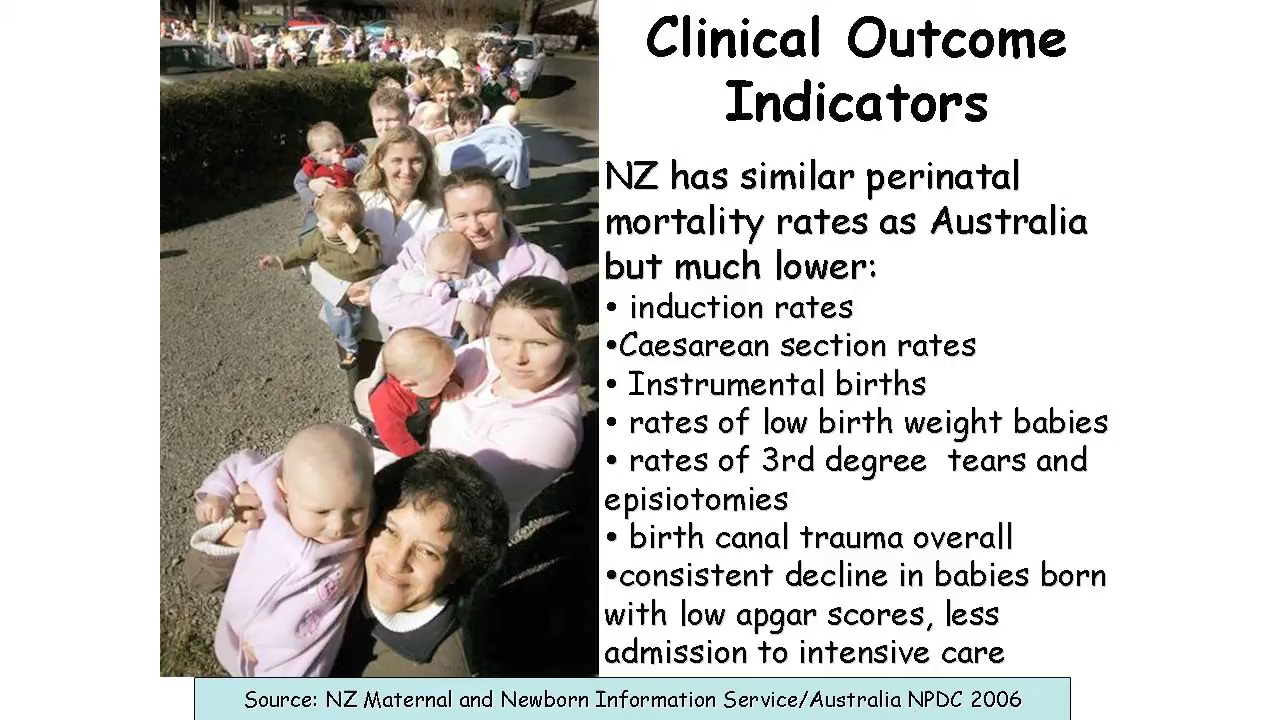 Clinical Outcome
Indicators
NZ has similar perinatal
mortality rates as Australia
but much lower:
• induction rates
•Caesarean section rates
• Instrumental births
• rates of low birth weight babies
• rates of 3rd degree tears and
episiotomies
• birth canal trauma overall
•consistent decline in babies born
with low apgar scores, less
admission to intensive care
Source: NZ Maternal and Newborn Information Service/Australia NPDC 2006